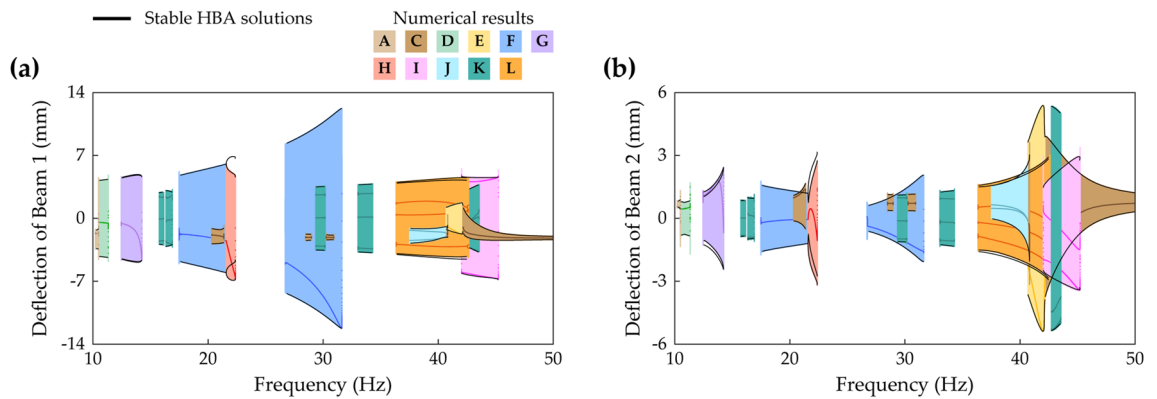 Stable HBA solutions
Numerical results
A C D E F G
H I J K L
(a)
Deflection of Beam 1 (mm)
14
7
0
-7
-14
10 20 30 40 50
Frequency (Hz)
(b)
Deflection of Beam 2 (mm)
6
3
0
-3
-6
10 20 30 40 50
Frequency (Hz)